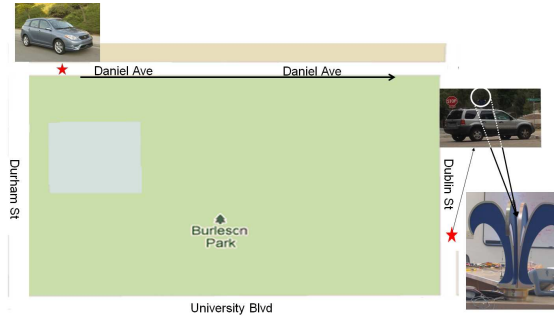 Daniel Ave
Daniel Ave
STOP
Durham St
Dublin St
Burleson
Park
University Blvd